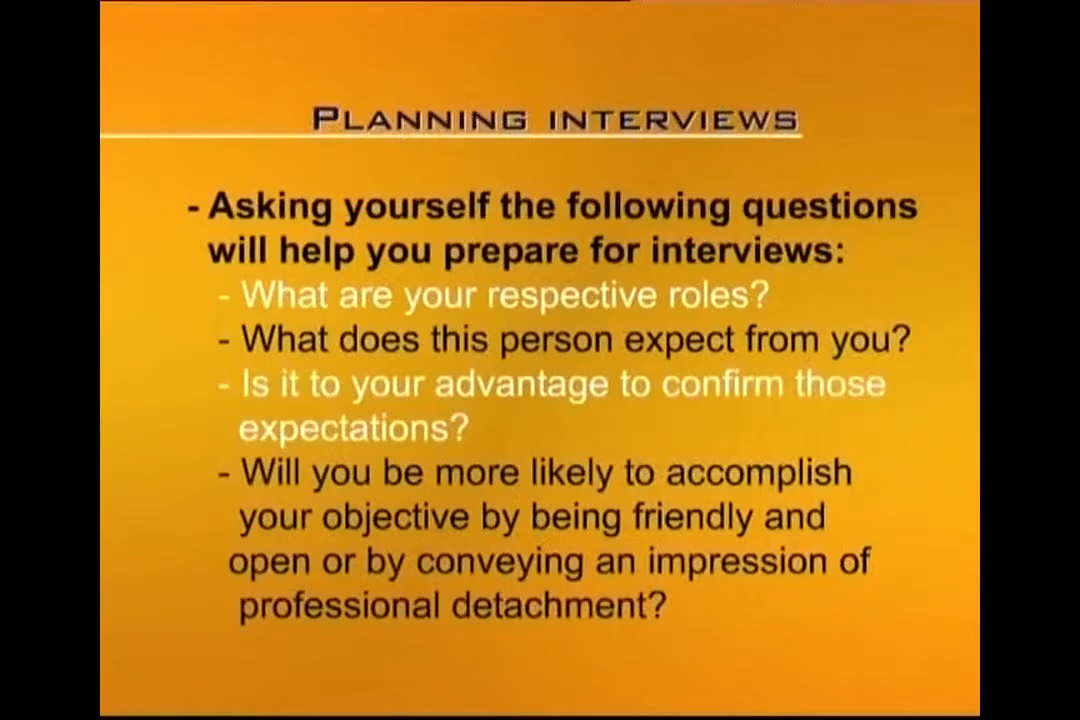 PLANNING INTERVIEWS
- Asking yourself the following questions
will help you prepare for interviews:
- What are your respective roles?
- What does this person expect from you?
- Is it to your advantage to confirm those
expectations?
- Will you be more likely to accomplish
your objective by being friendly and
open or by conveying an impression of
professional detachment?